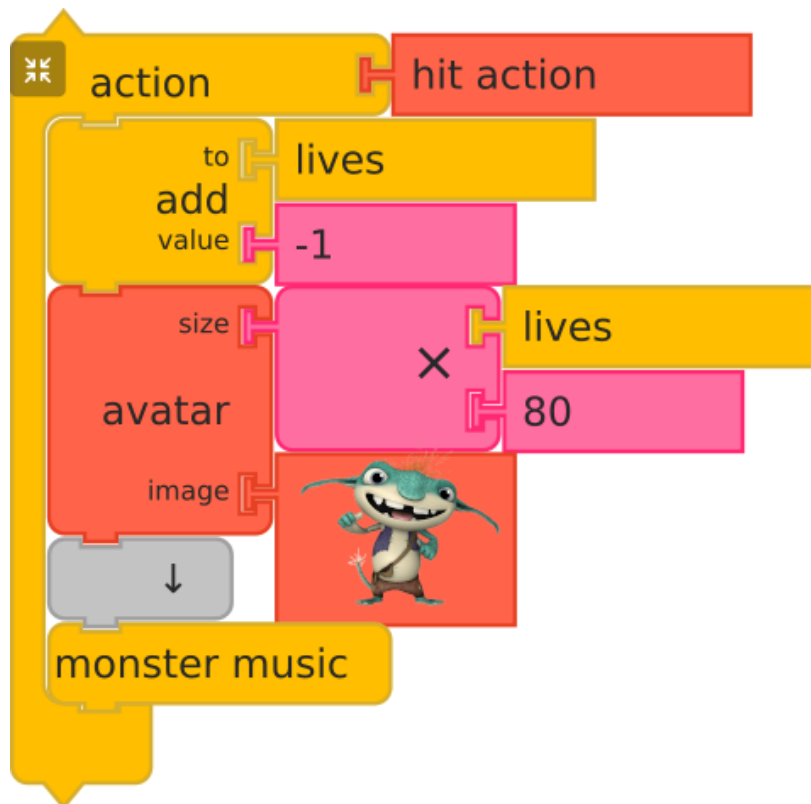 action hit action
to lives
add
value -1
size lives
×
avatar 80
image
↓
monster music